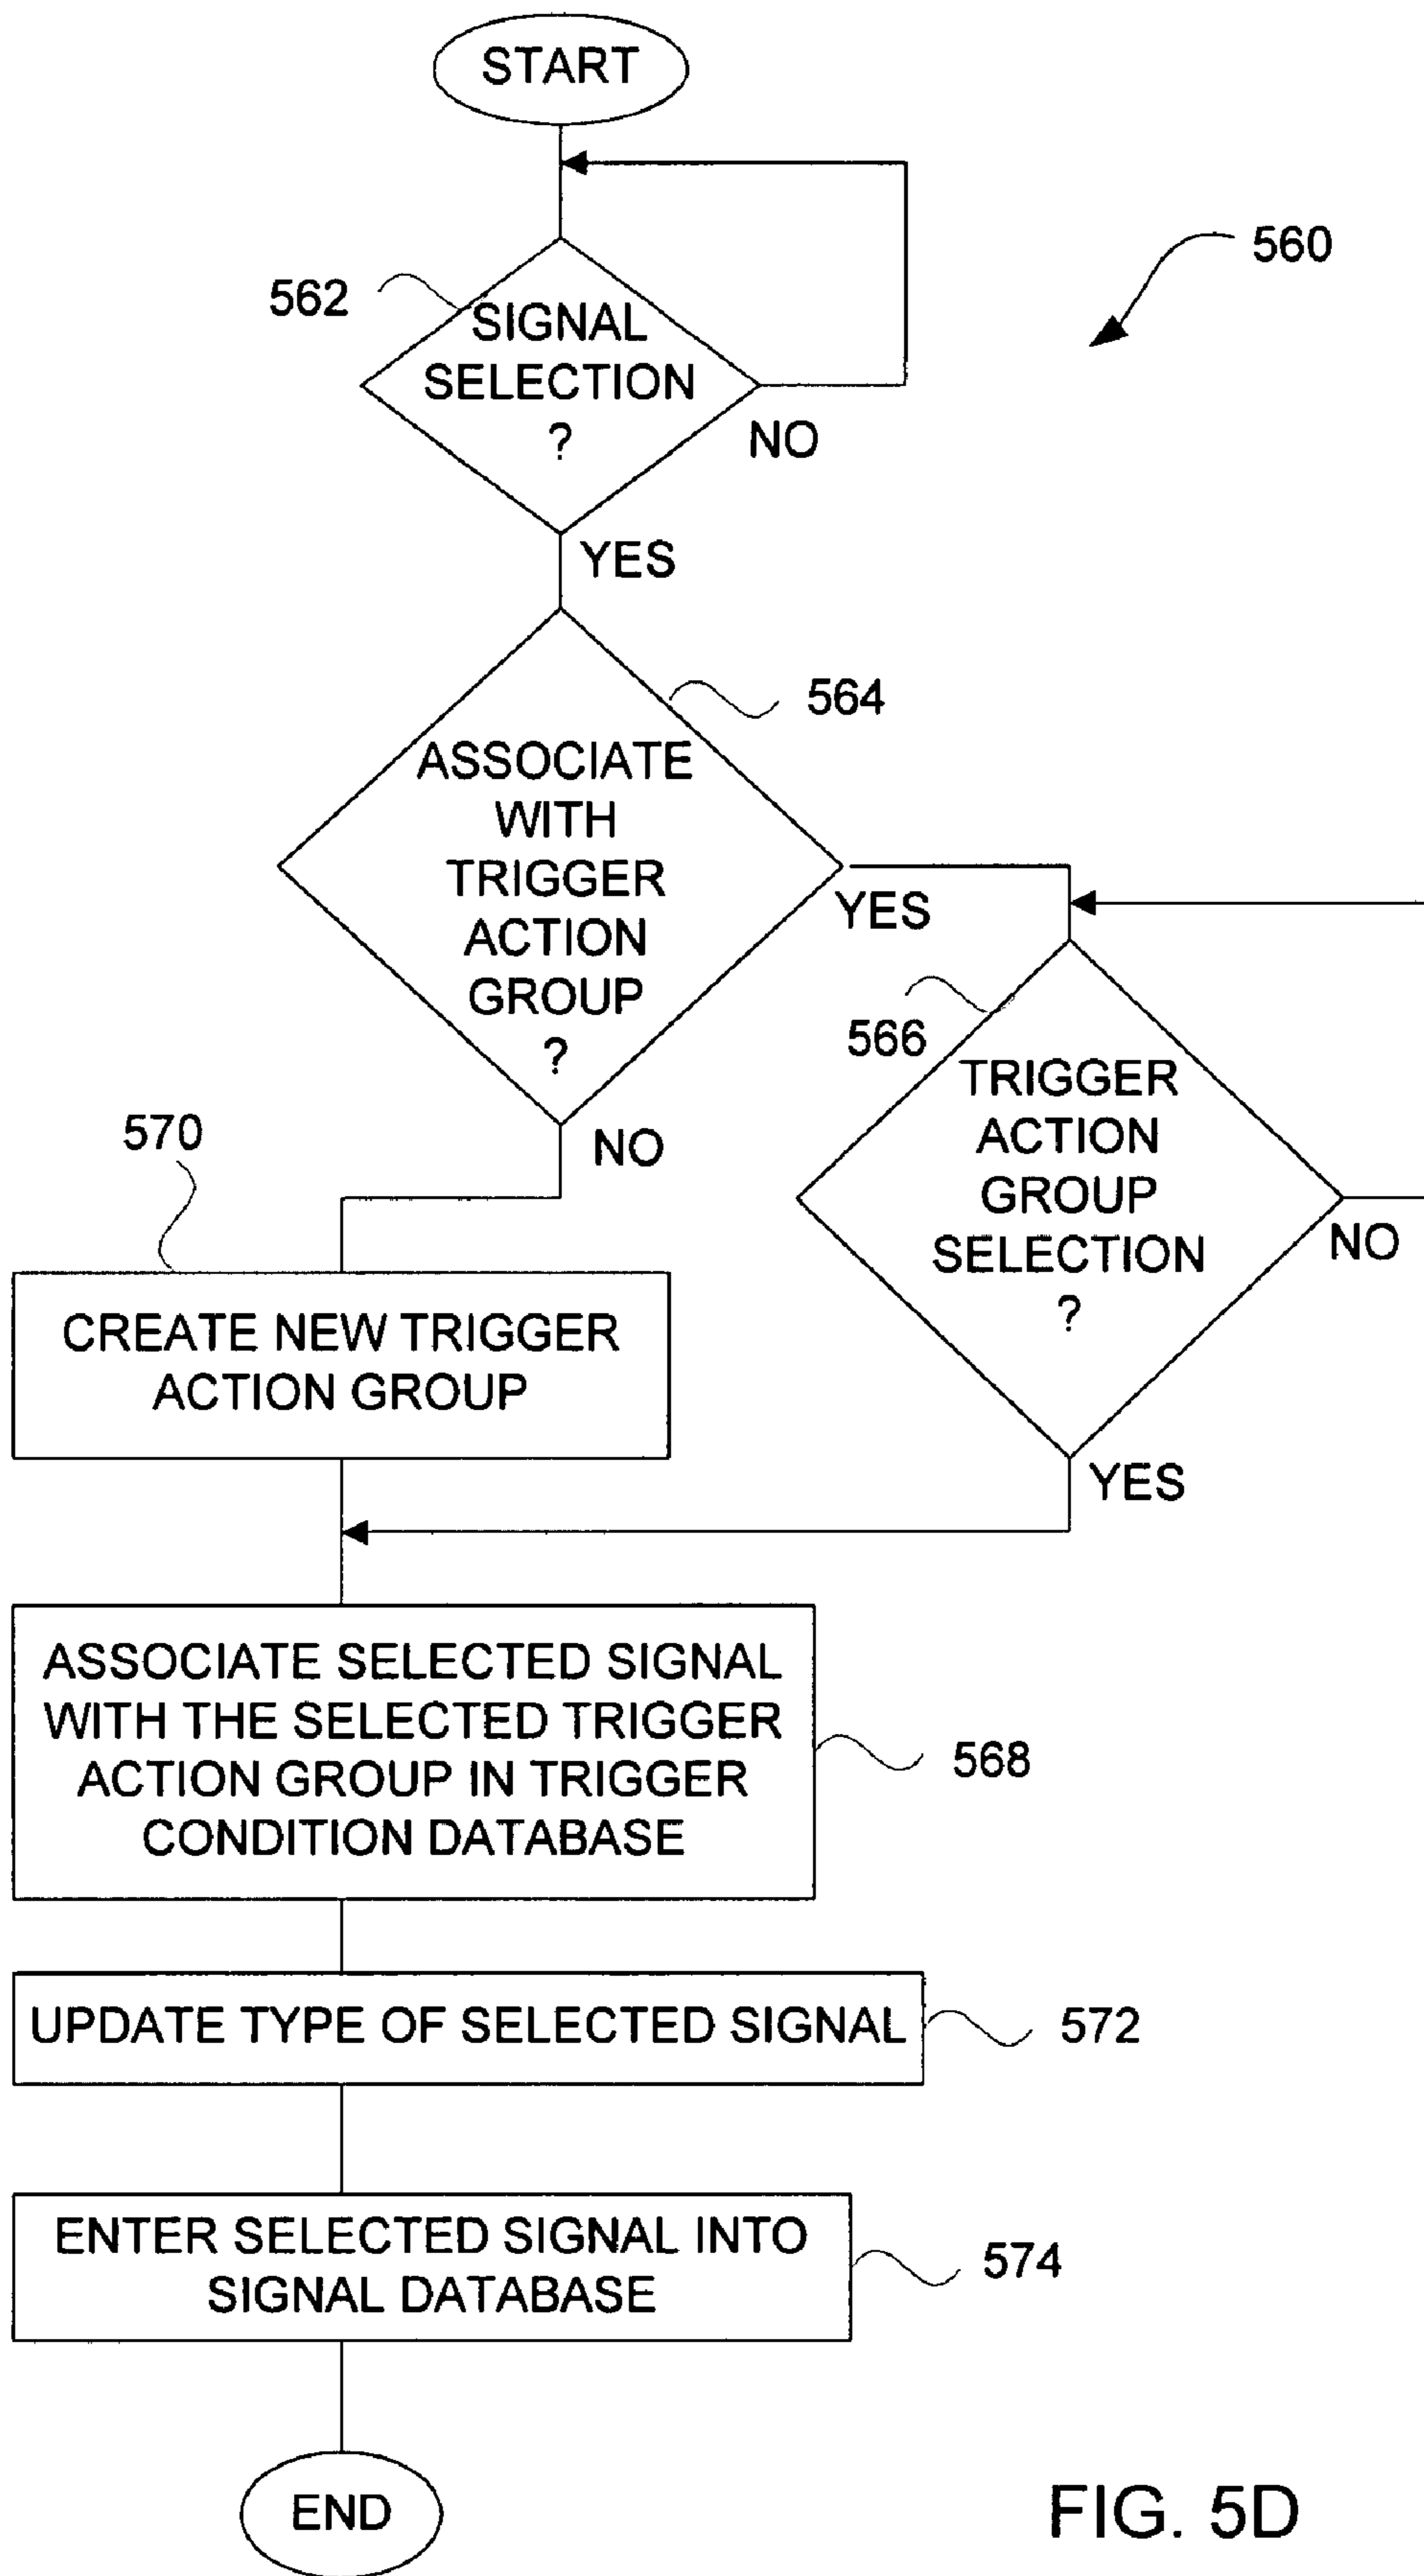 START
560
562
SIGNAL
SELECTION
?
NO
YES
564
ASSOCIATE
WITH
TRIGGER
ACTION
GROUP
?
YES
566
TRIGGER
ACTION
GROUP
SELECTION
?
NO
YES
NO
570
CREATE NEW TRIGGER
ACTION GROUP
ASSOCIATE SELECTED SIGNAL
WITH THE SELECTED TRIGGER
ACTION GROUP IN TRIGGER
CONDITION DATABASE
568
UPDATE TYPE OF SELECTED SIGNAL
572
ENTER SELECTED SIGNAL INTO
SIGNAL DATABASE
574
END
FIG. 5D